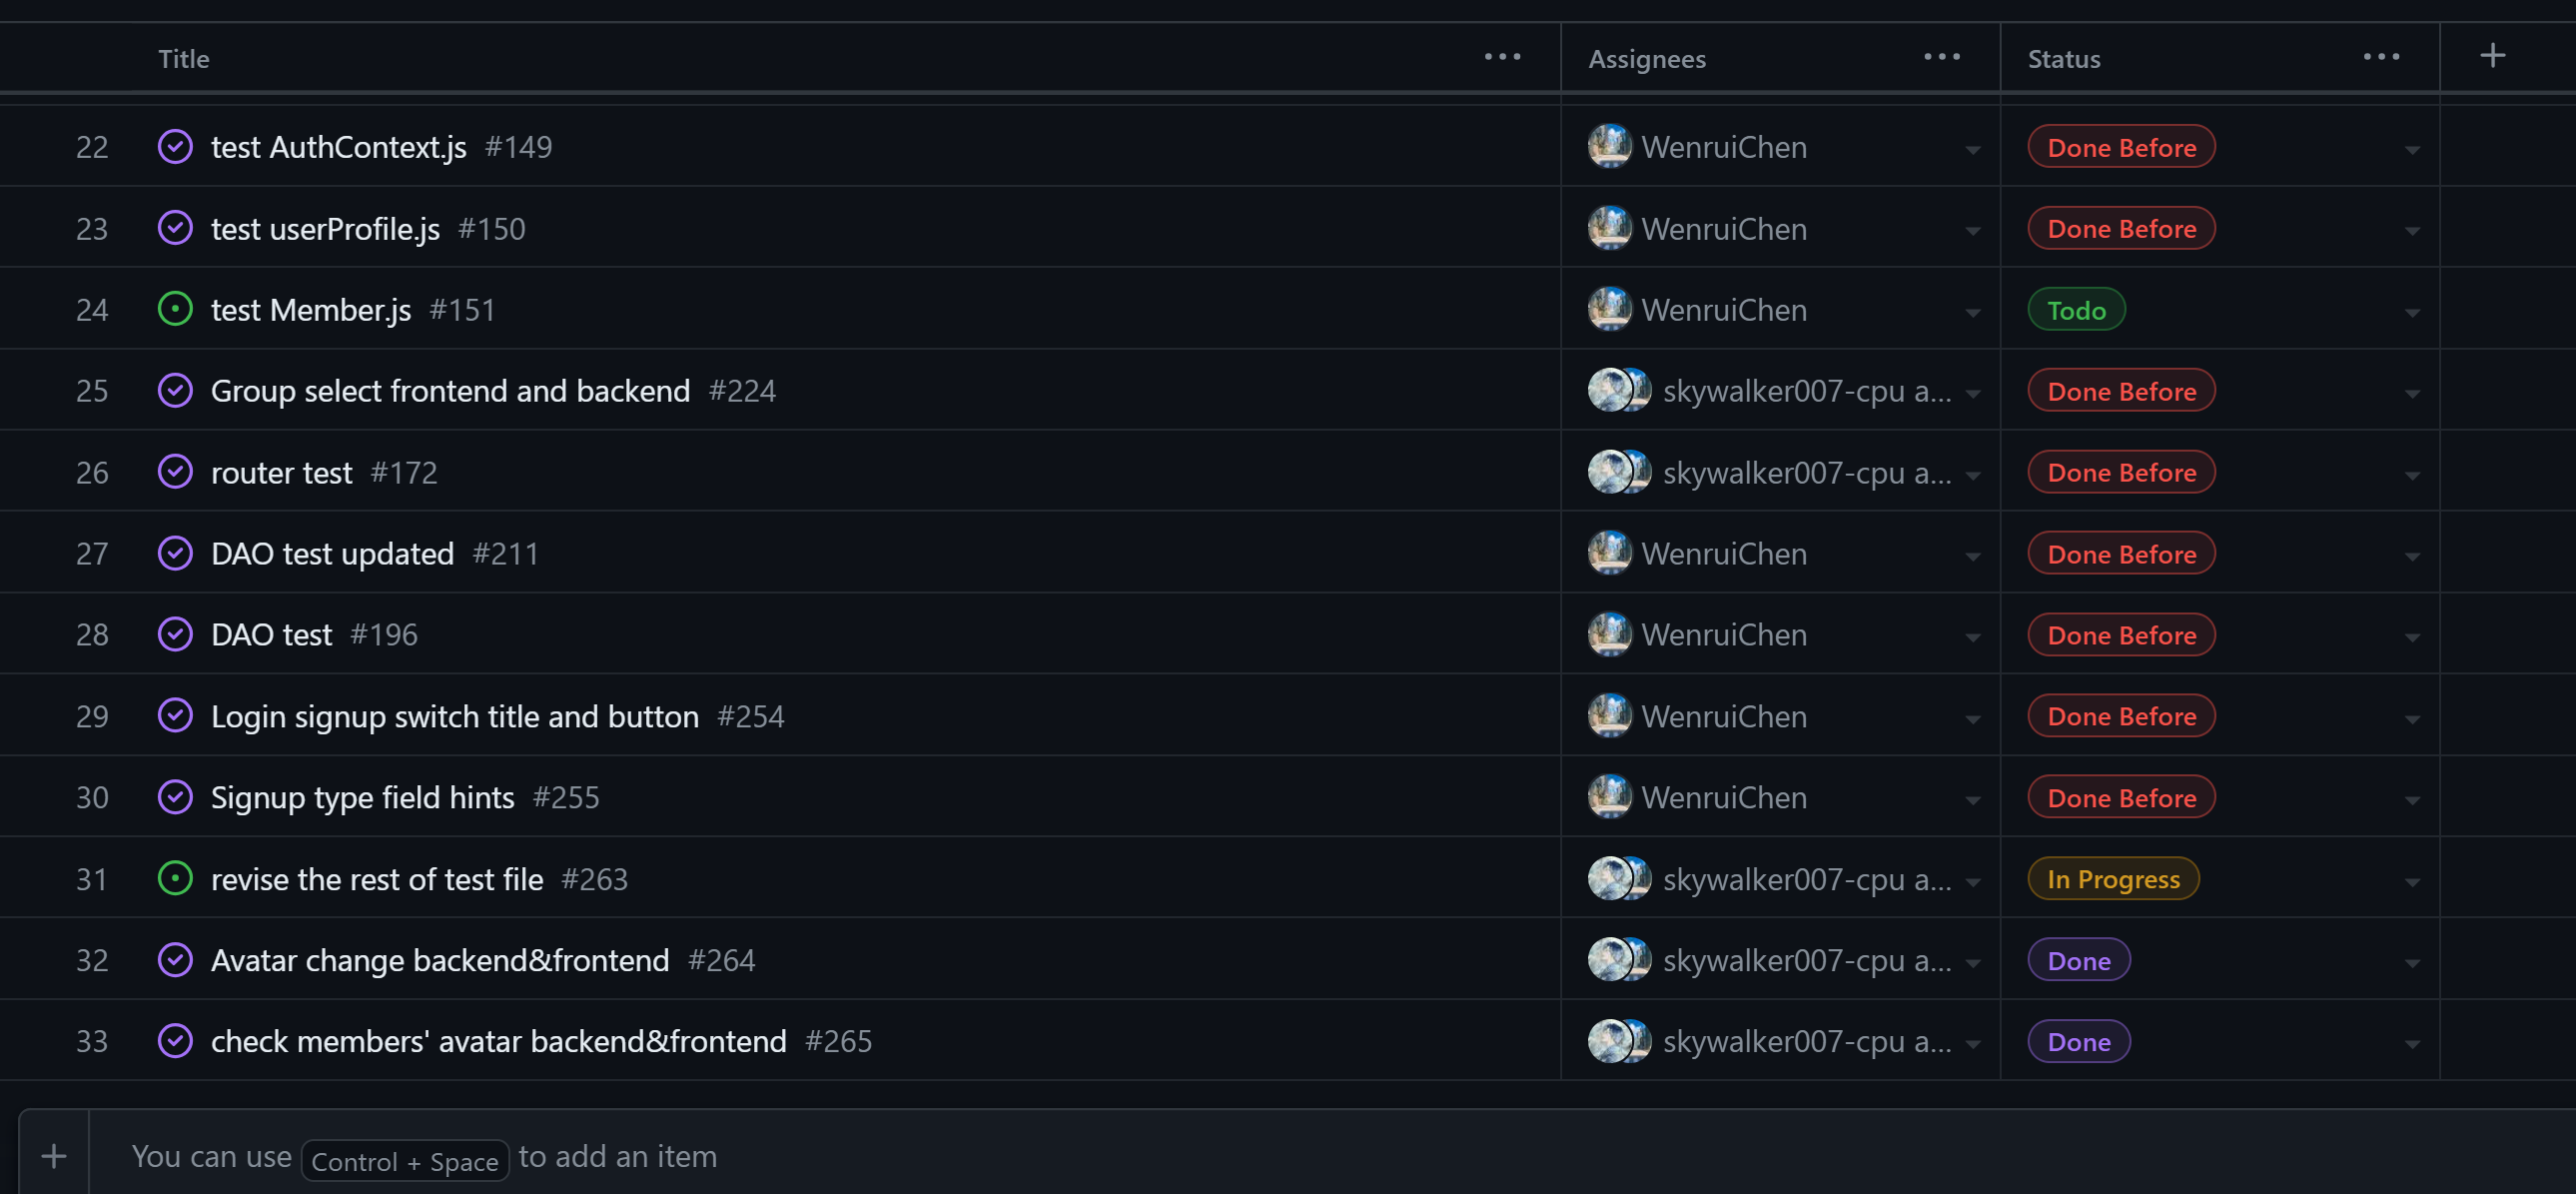 Title ... Assignees ... Status ... +
22 test AuthContext.js #149 WenruiChen Done Before
23 test userProfile.js #150 WenruiChen Done Before
24 test Member.js #151 WenruiChen Todo
25 Group select frontend and backend #224 skywalker007-cpu a... Done Before
26 router test #172 skywalker007-cpu a... Done Before
27 DAO test updated #211 WenruiChen Done Before
28 DAO test #196 WenruiChen Done Before
29 Login signup switch title and button #254 WenruiChen Done Before
30 Signup type field hints #255 WenruiChen Done Before
31 revise the rest of test file #263 skywalker007-cpu a... In Progress
32 Avatar change backend&frontend #264 skywalker007-cpu a... Done
33 check members' avatar backend&frontend #265 skywalker007-cpu a... Done
+ You can use Control + Space to add an item